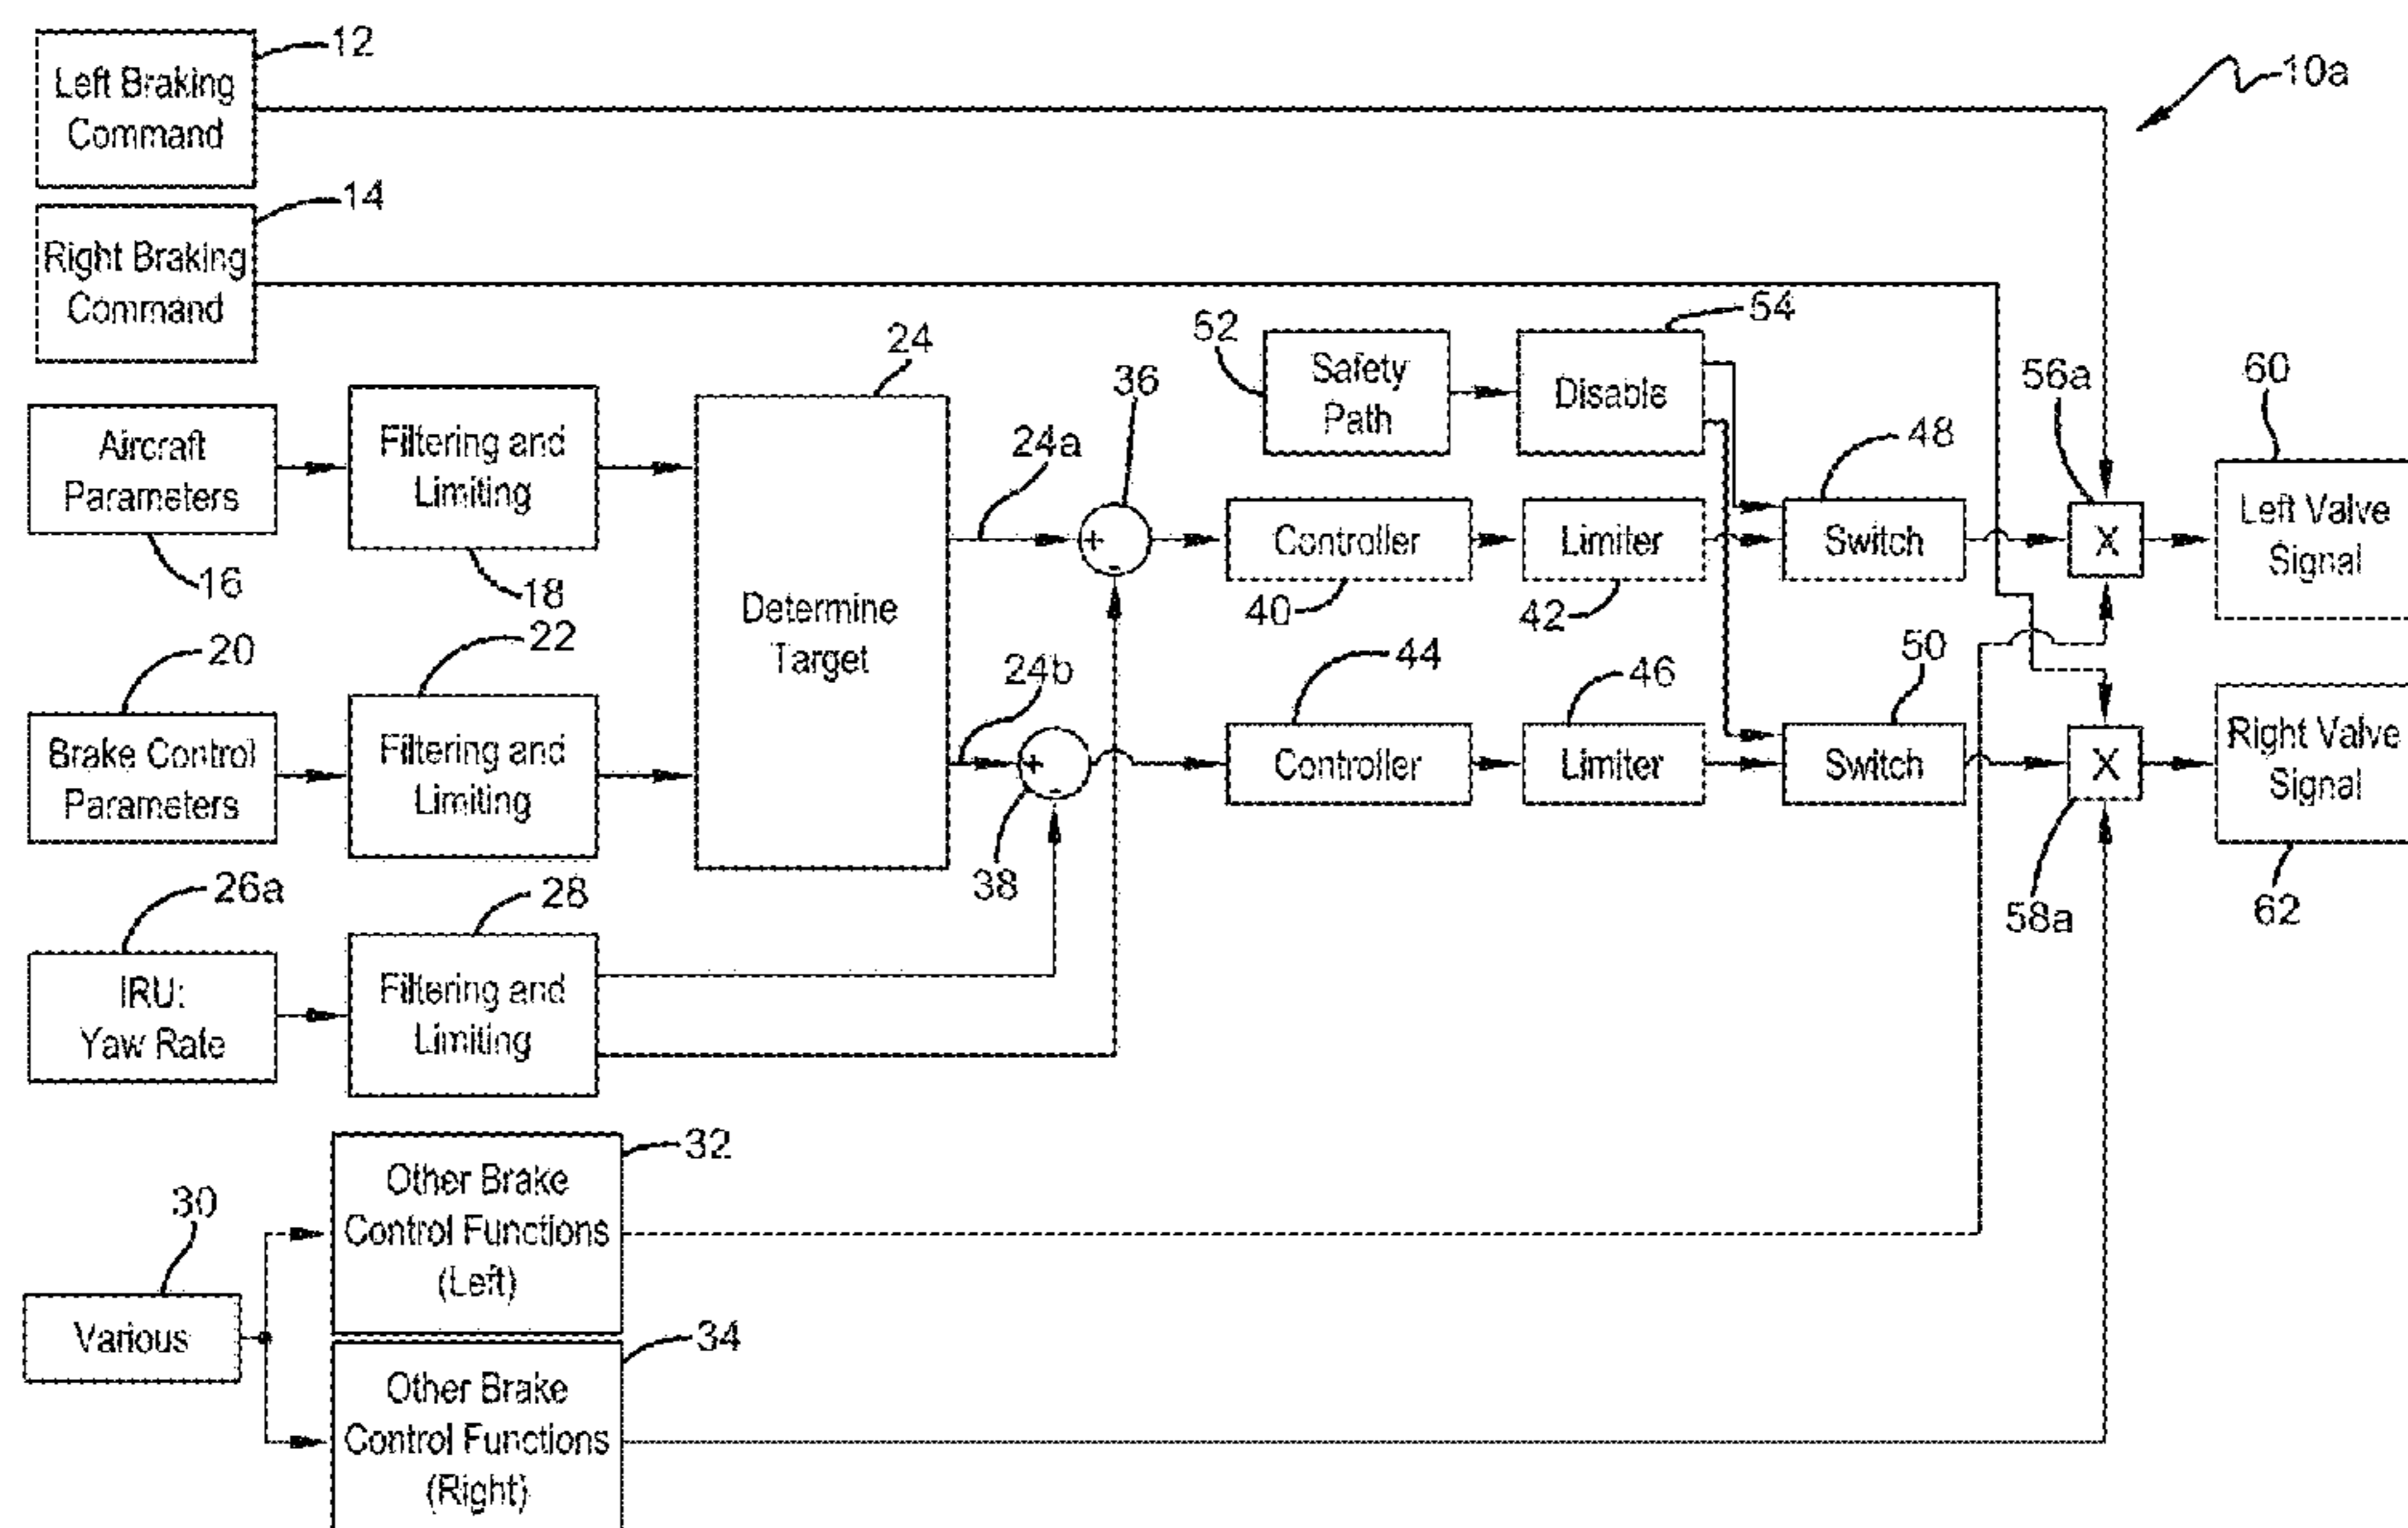 12
Left Braking
Command
10a
14
Right Braking
Command
24
52
Safety
Path
54
Disable
36
56a
60
Aircraft
Parameters
16
Filtering and
Limiting
18
24a
48
Left Valve
Signal
+
-
Controller
40
Limiter
42
Switch
X
Determine
Target
20
22
24b
44
46
50
Brake Control
Parameters
Filtering and
Limiting
+
-
38
Controller
Limiter
Switch
X
58a
Right Valve
Signal
62
26a
28
IRU:
Yaw Rate
Filtering and
Limiting
32
Other Brake
Control Functions
(Left)
30
Various
34
Other Brake
Control Functions
(Right)